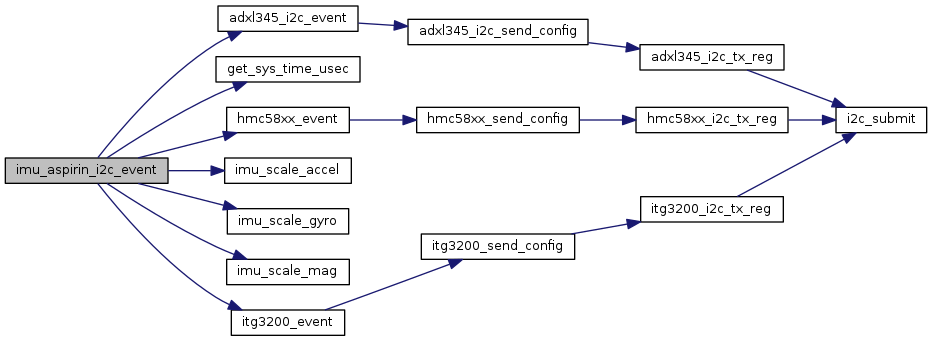 adxl345_i2c_event
adxl345_i2c_send_config
adxl345_i2c_tx_reg
get_sys_time_usec
hmc58xx_event
hmc58xx_send_config
hmc58xx_i2c_tx_reg
i2c_submit
imu_aspirin_i2c_event
imu_scale_accel
imu_scale_gyro
itg3200_i2c_tx_reg
itg3200_send_config
imu_scale_mag
itg3200_event